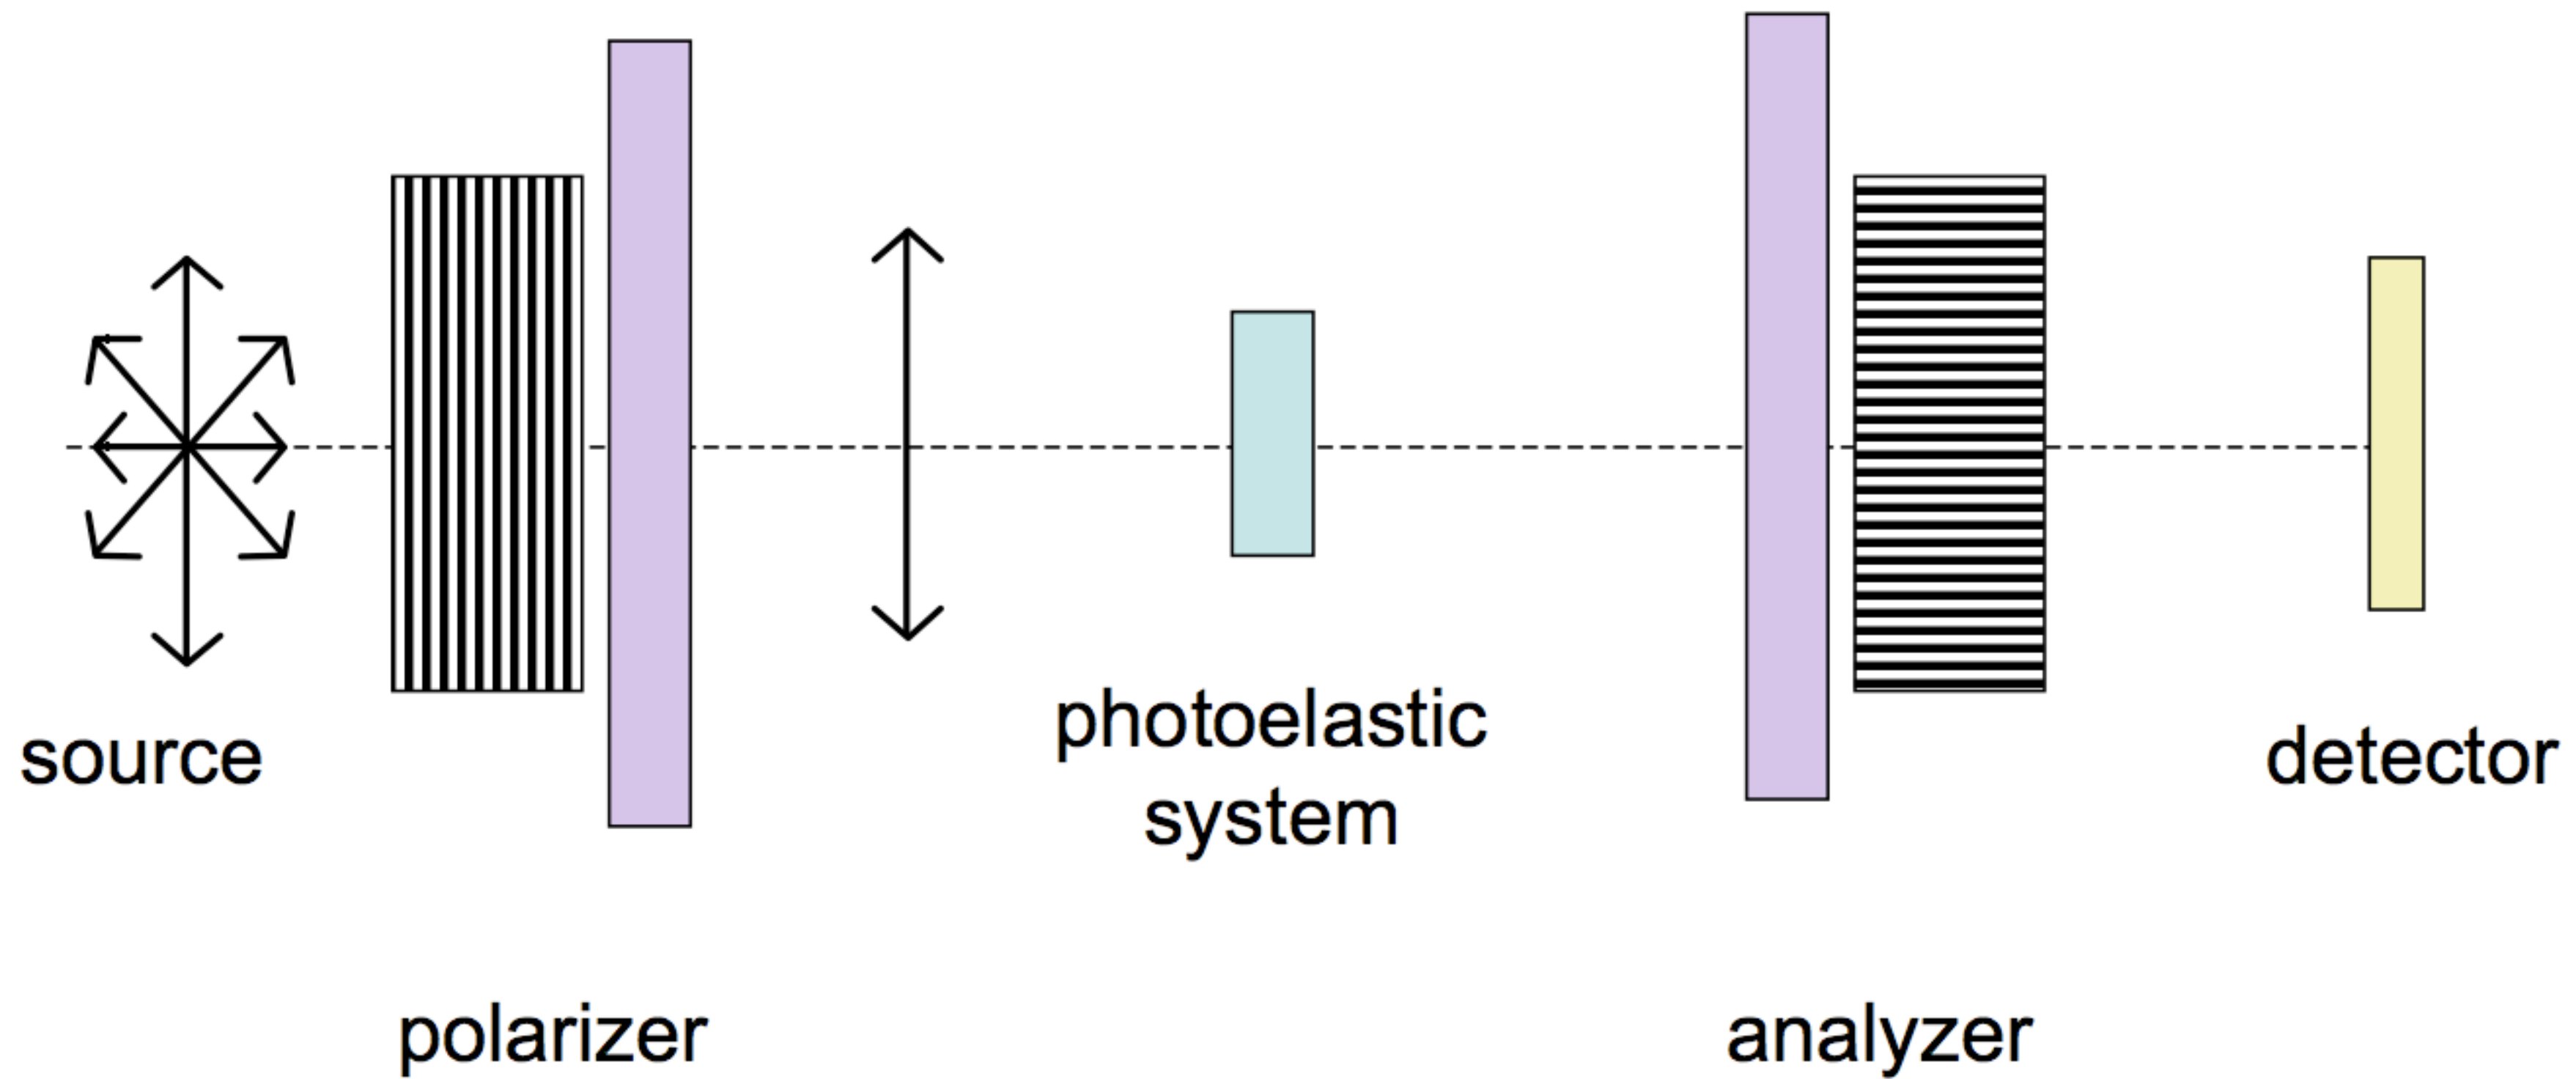 source
photoelastic
system
detector
polarizer
analyzer